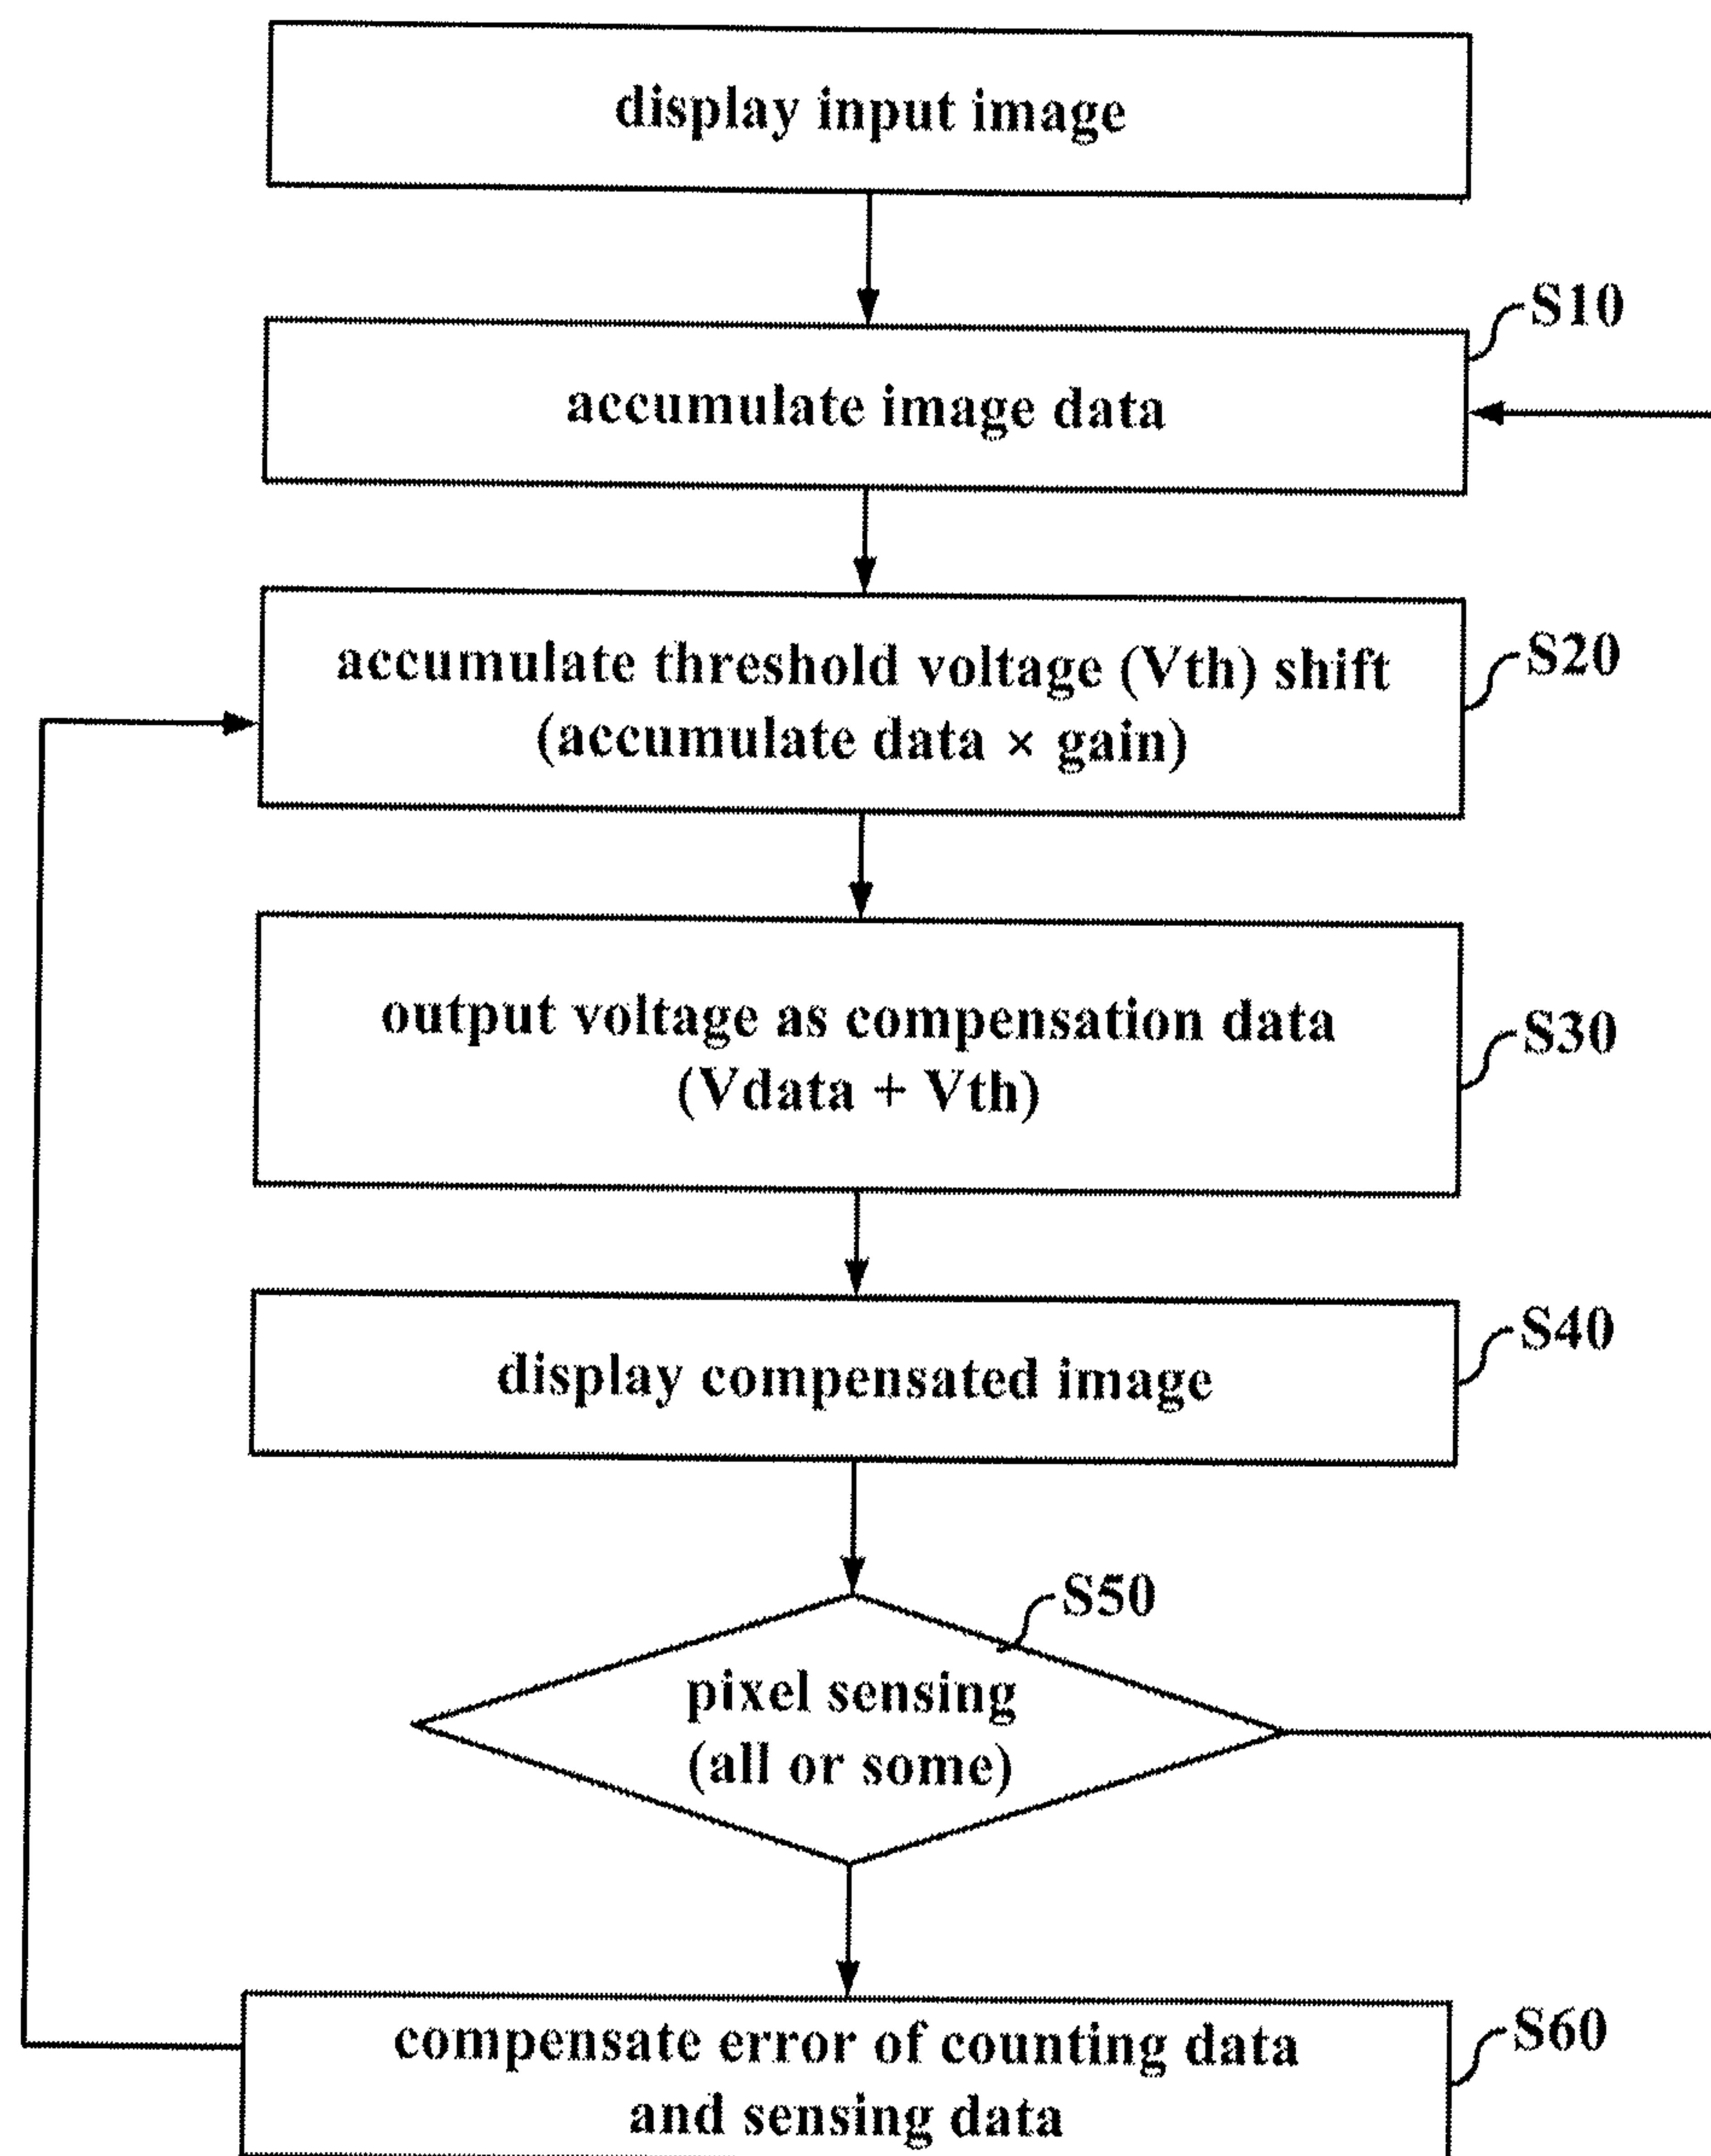 display input image
S10
accumulate image data
S20
accumulate threshold voltage (Vth) shift
(accumulate data × gain)
S30
output voltage as compensation data
(Vdata + Vth)
S40
display compensated image
S50
pixel sensing
(all or some)
S60
compensate error of counting data
and sensing data